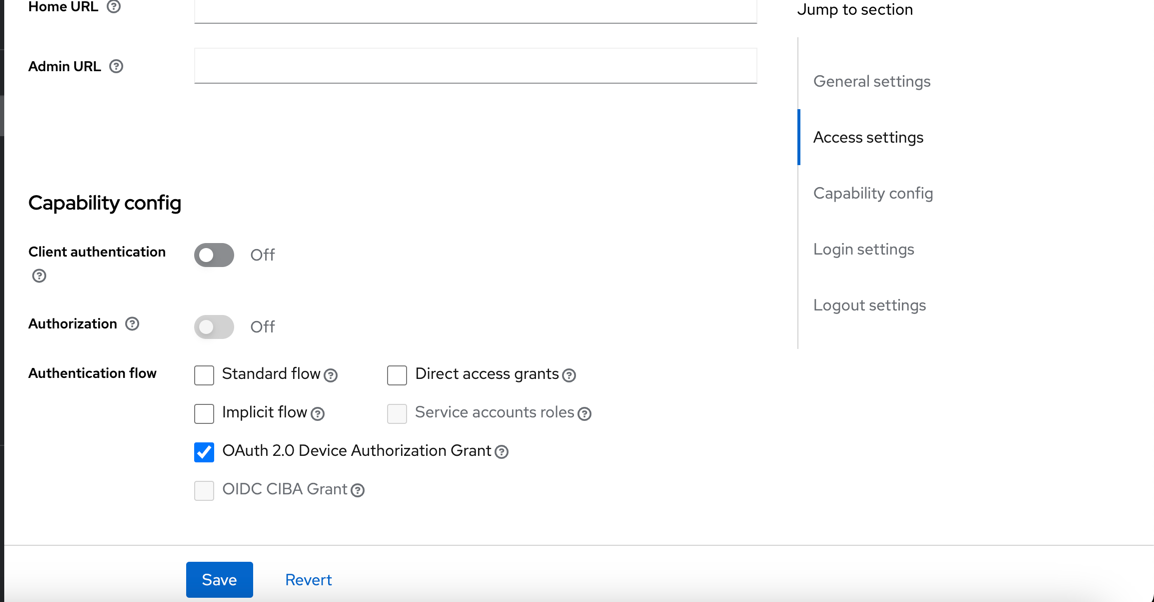 Home URL
Admin URL
Capability config
Client authentication
Off
Authorization
Off
Authentication flow
Standard flow
Direct access grants
Implicit flow
Service accounts roles
OAuth 2.0 Device Authorization Grant
OIDC CIBA Grant
Save
Revert
Jump to section
General settings
Access settings
Capability config
Login settings
Logout settings